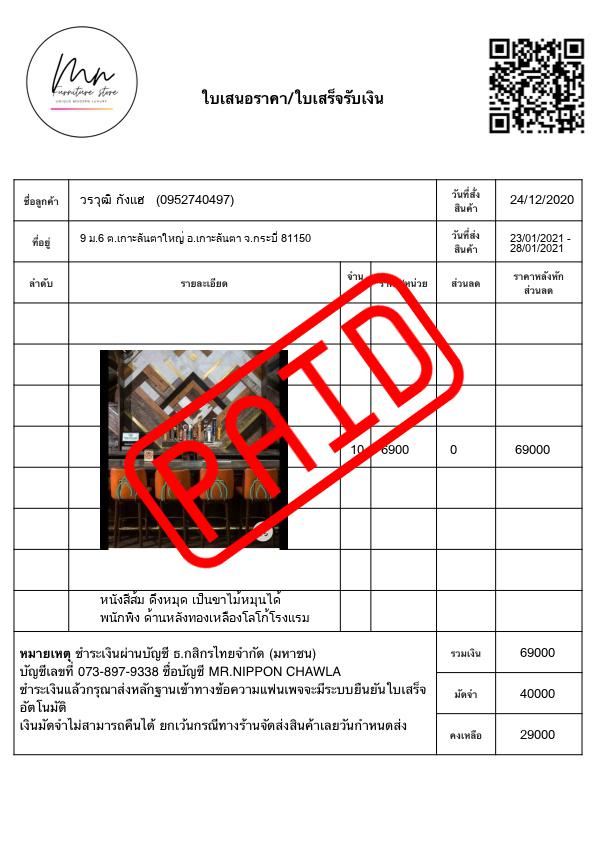 Mn
Furniture store
UNIQUE MODERN LUXURY
ใบเสนอราคา/ใบเสร็จรับเงิน
ชื่อลูกค้า วรวุฒิ กังแฮ (0952740497) วันที่สั่งสินค้า 24/12/2020
ที่อยู่ 9 ม.6 ต.เกาะลันตาใหญ่ อ.เกาะลันตา จ.กระบี่ 81150 วันที่ส่งสินค้า 23/01/2021 - 28/01/2021
ลำดับ รายละเอียด จำน /หน่วย ส่วนลด ราคาหลังหักส่วนลด
PAID
10 6900 0 69000
หนังสีส้ม ดึงหมุด เป็นขาไม้หมุนได้
พนักพิง ด้านหลังทองเหลืองโลโก้โรงแรม
หมายเหตุ ชำระเงินผ่านบัญชี ธ.กสิกรไทยจำกัด (มหาชน)
บัญชีเลขที่ 073-897-9338 ชื่อบัญชี MR.NIPPON CHAWLA
ชำระเงินแล้วกรุณาส่งหลักฐานเข้าทางข้อความแฟนเพจจะมีระบบยืนยันใบเสร็จ
อัตโนมัติ
เงินมัดจำไม่สามารถคืนได้ ยกเว้นกรณีทางร้านจัดส่งสินค้าเลยวันกำหนดส่ง
รวมเงิน 69000
มัดจำ 40000
คงเหลือ 29000